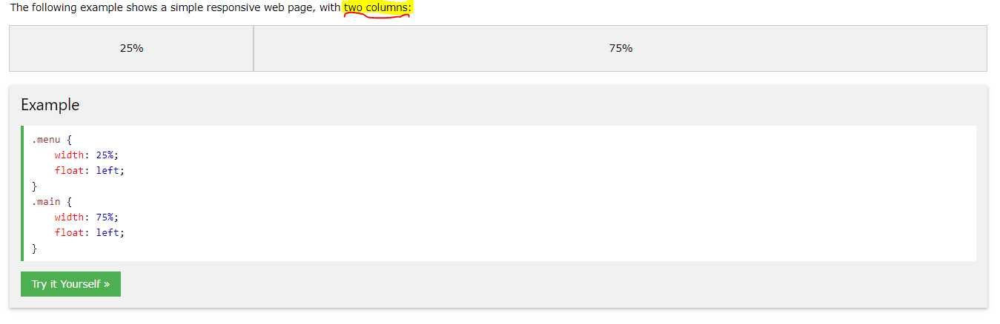 The following example shows a simple responsive web page, with two columns:
25% 75%
Example
.menu {
    width: 25%;
    float: left;
}
.main {
    width: 75%;
    float: left;
}
Try it Yourself »